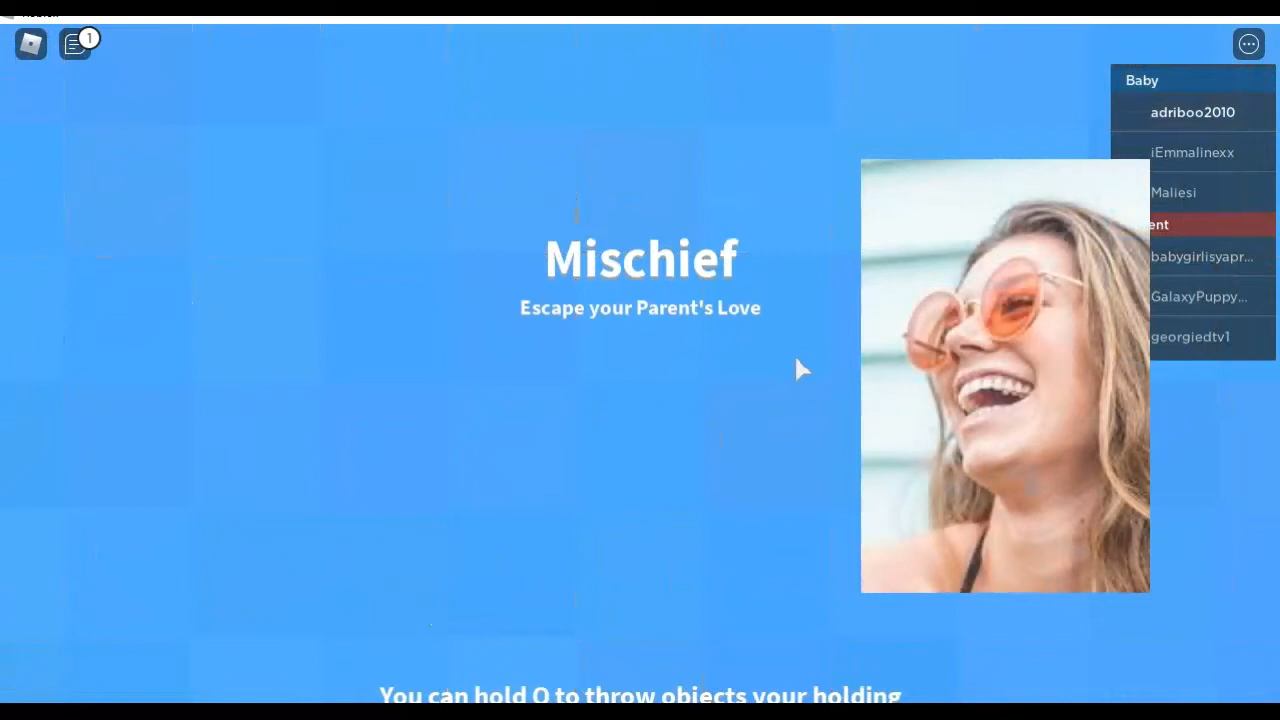 1
Baby
adriboo2010
iEmmalinexx
Maliesi
ent
babygirlisyapr...
GalaxyPuppy...
georgiedtv1
Mischief
Escape your Parent's Love
You can hold Q to throw objects your holding